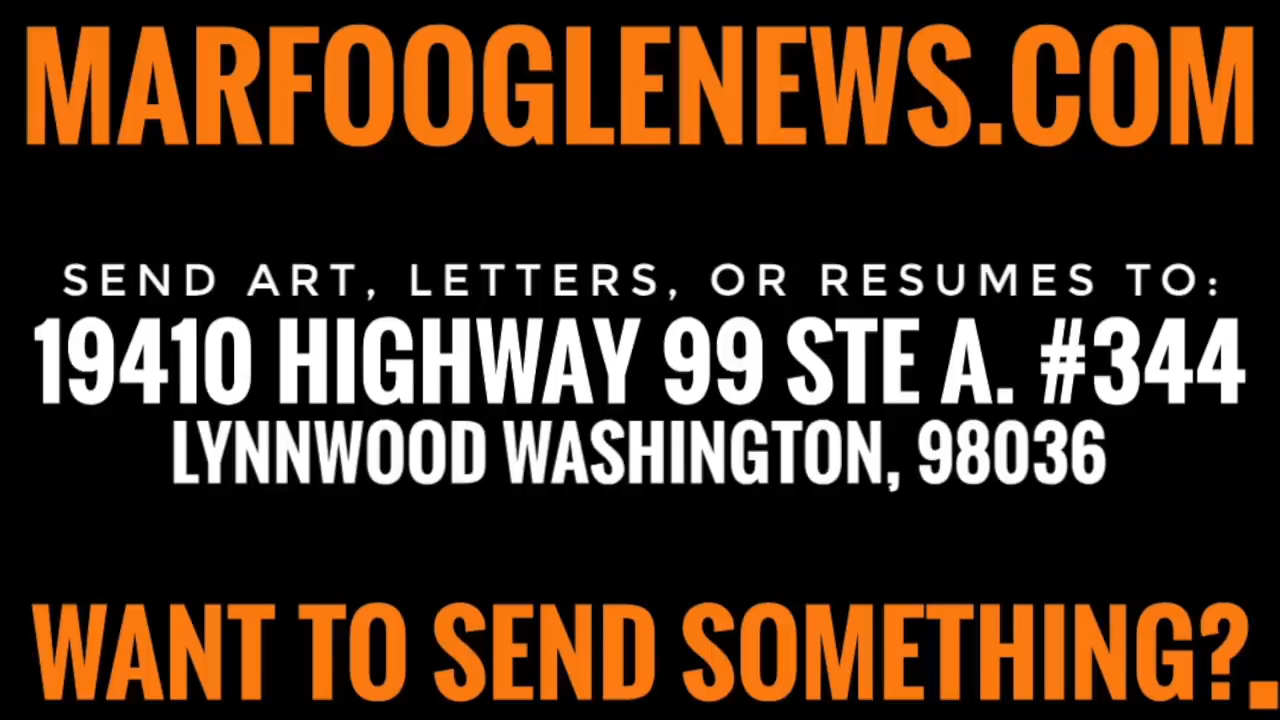 MARFOOGLENEWS.COM
SEND ART, LETTERS, OR RESUMES TO:
19410 HIGHWAY 99 STE A. #344
LYNNWOOD WASHINGTON, 98036
WANT TO SEND SOMETHING?.